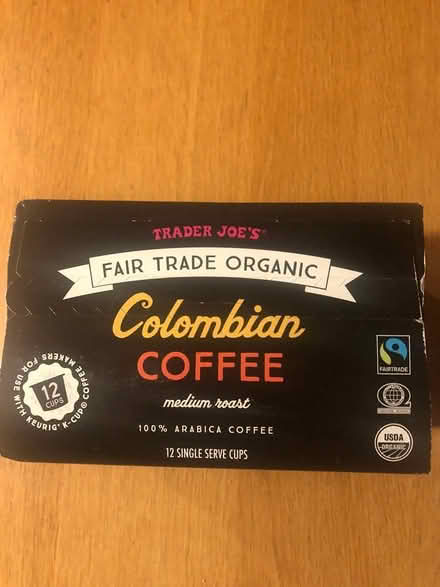 TRADER JOE'S®
FAIR TRADE ORGANIC
Colombian
COFFEE
medium roast
100% ARABICA COFFEE
12 SINGLE SERVE CUPS
12
CUPS
FOR USE WITH KEURIG® K-CUP® COFFEE MAKERS
FAIRTRADE
USDA
ORGANIC